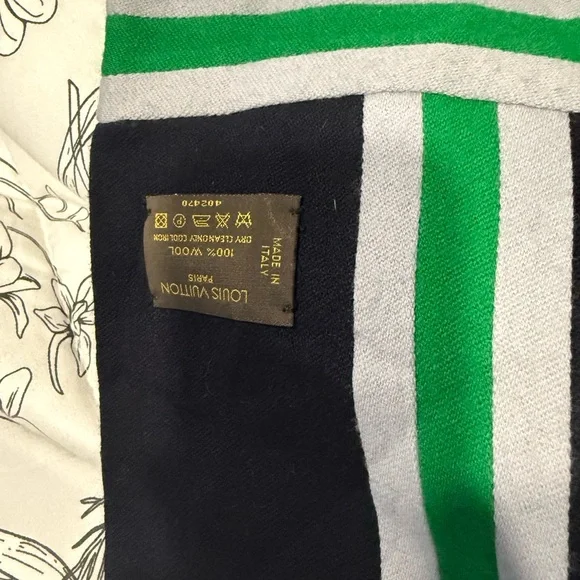 LOUIS VUITTON
PARIS
100% WOOL
DRY CLEAN ONLY COOL IRON
402470
MADE IN
ITALY